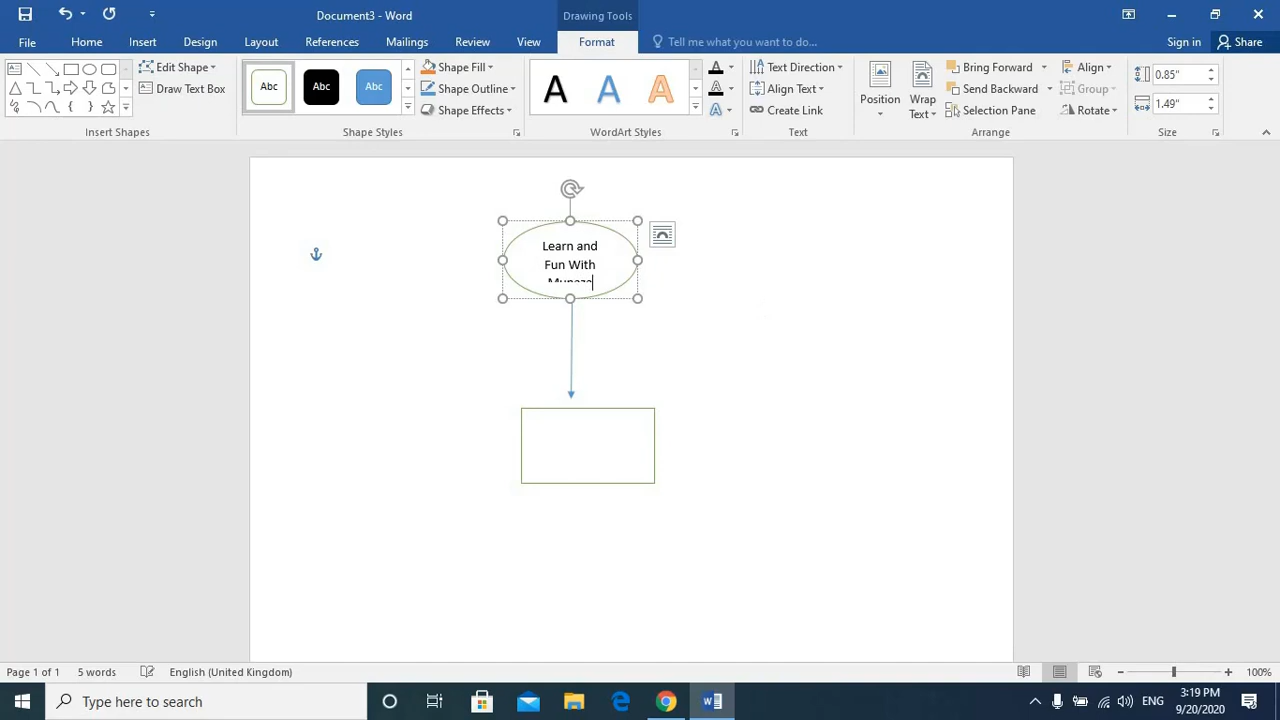 Document3 - Word
Drawing Tools
File
Home
Insert
Design
Layout
References
Mailings
Review
View
Format
Tell me what you want to do...
Sign in
Share
Edit Shape
Draw Text Box
Insert Shapes
Abc
Abc
Abc
Shape Fill
Shape Outline
Shape Effects
Shape Styles
A
A
A
A
A
A
WordArt Styles
Text Direction
Align Text
Create Link
Text
Position
Wrap
Text
Bring Forward
Send Backward
Selection Pane
Align
Group
Rotate
Arrange
0.85"
1.49"
Size
Learn and
Fun With
Page 1 of 1
5 words
English (United Kingdom)
100%
Type here to search
ENG
3:19 PM
9/20/2020